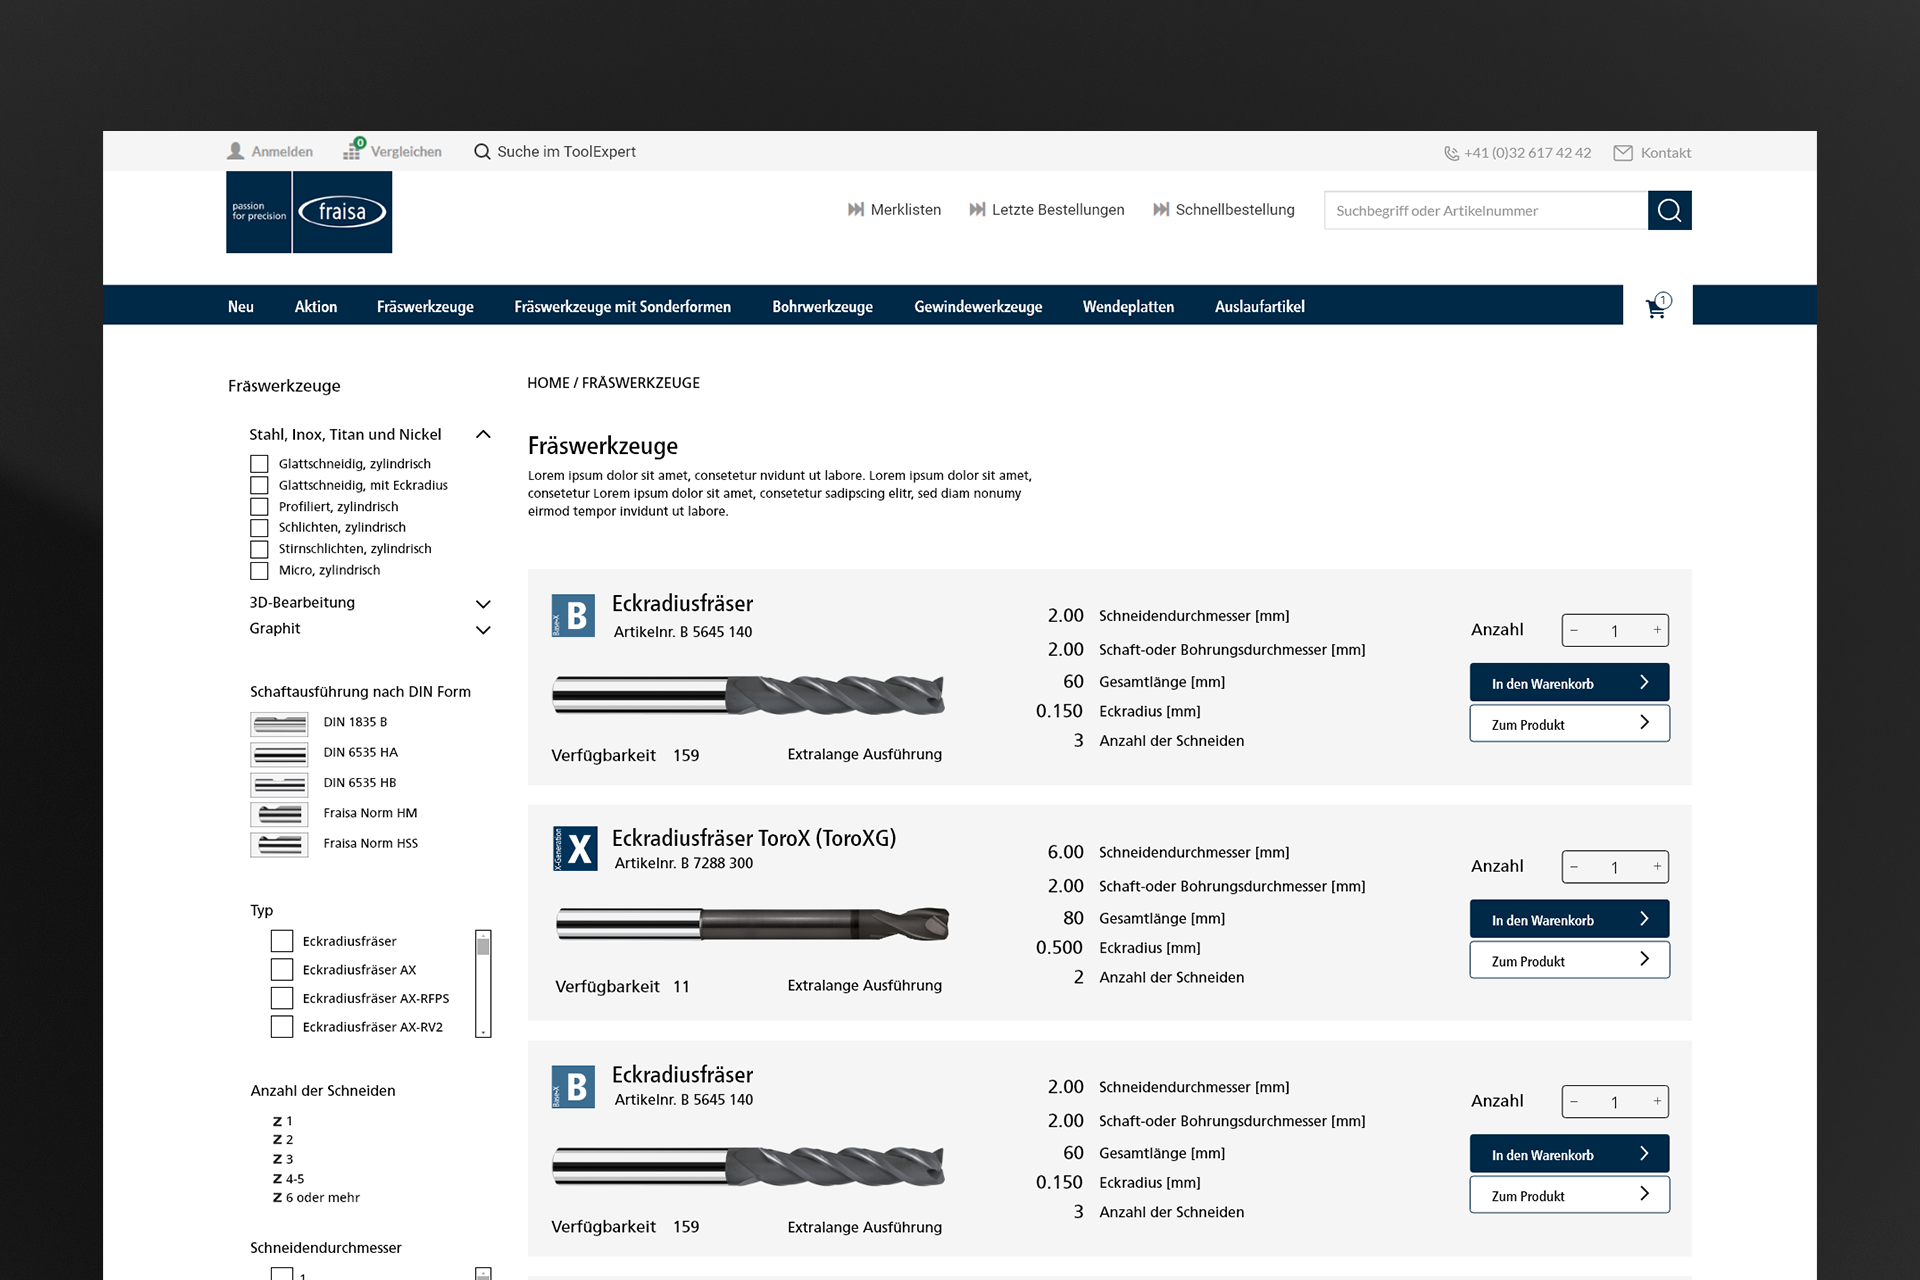 Anmelden
0
Vergleichen
Suche im ToolExpert
+41 (0)32 617 42 42
Kontakt
passion
for precision
fraisa
Merklisten
Letzte Bestellungen
Schnellbestellung
Suchbegriff oder Artikelnummer
Neu
Aktion
Fräswerkzeuge
Fräswerkzeuge mit Sonderformen
Bohrwerkzeuge
Gewindewerkzeuge
Wendeplatten
Auslaufartikel
1
Fräswerkzeuge
Stahl, Inox, Titan und Nickel
Glattschneidig, zylindrisch
Glattschneidig, mit Eckradius
Profiliert, zylindrisch
Schlichten, zylindrisch
Stirnschlichten, zylindrisch
Micro, zylindrisch
3D-Bearbeitung
Graphit
Schaftausführung nach DIN Form
DIN 1835 B
DIN 6535 HA
DIN 6535 HB
Fraisa Norm HM
Fraisa Norm HSS
Typ
Eckradiusfräser
Eckradiusfräser AX
Eckradiusfräser AX-RFPS
Eckradiusfräser AX-RV2
Anzahl der Schneiden
Z 1
Z 2
Z 3
Z 4-5
Z 6 oder mehr
Schneidendurchmesser
1
HOME / FRÄSWERKZEUGE
Fräswerkzeuge
Lorem ipsum dolor sit amet, consetetur nvidunt ut labore. Lorem ipsum dolor sit amet,
consetetur Lorem ipsum dolor sit amet, consetetur sadipscing elitr, sed diam nonumy
eirmod tempor invidunt ut labore.
Base-X
B
Eckradiusfräser
Artikelnr. B 5645 140
Verfügbarkeit 159
Extralange Ausführung
2.00 Schneidendurchmesser [mm]
2.00 Schaft-oder Bohrungsdurchmesser [mm]
60 Gesamtlänge [mm]
0.150 Eckradius [mm]
3 Anzahl der Schneiden
Anzahl
− 1 +
In den Warenkorb
Zum Produkt
X-Generation
X
Eckradiusfräser ToroX (ToroXG)
Artikelnr. B 7288 300
Verfügbarkeit 11
Extralange Ausführung
6.00 Schneidendurchmesser [mm]
2.00 Schaft-oder Bohrungsdurchmesser [mm]
80 Gesamtlänge [mm]
0.500 Eckradius [mm]
2 Anzahl der Schneiden
Anzahl
− 1 +
In den Warenkorb
Zum Produkt
Base-X
B
Eckradiusfräser
Artikelnr. B 5645 140
Verfügbarkeit 159
Extralange Ausführung
2.00 Schneidendurchmesser [mm]
2.00 Schaft-oder Bohrungsdurchmesser [mm]
60 Gesamtlänge [mm]
0.150 Eckradius [mm]
3 Anzahl der Schneiden
Anzahl
− 1 +
In den Warenkorb
Zum Produkt